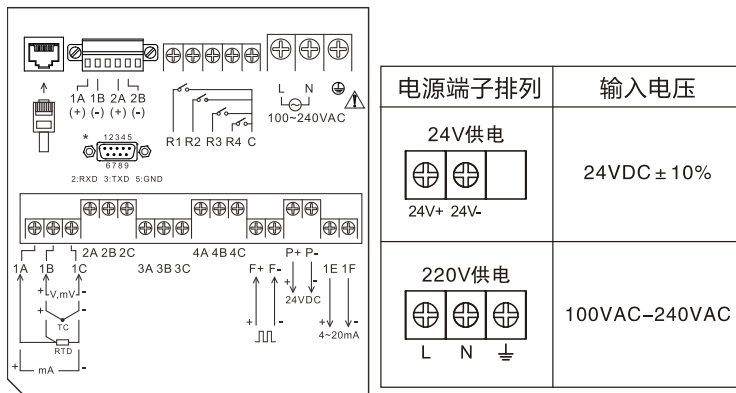 1A 1B 2A 2B
(+) (-) (+) (-)
R1 R2 R3 R4 C
L N
100~240VAC
* 12345
6789
2:RXD 3:TXD 5:GND
2A 2B 2C
4A 4B 4C
3A 3B 3C
1A 1B 1C
F+ F-
P+ P-
1E 1F
+ V,mV -
+ TC -
RTD
+ mA -
+ -
+ -
24VDC
+ -
4~20mA
电源端子排列
输入电压
24V供电
24V+ 24V-
24VDC±10%
220V供电
L N
100VAC–240VAC